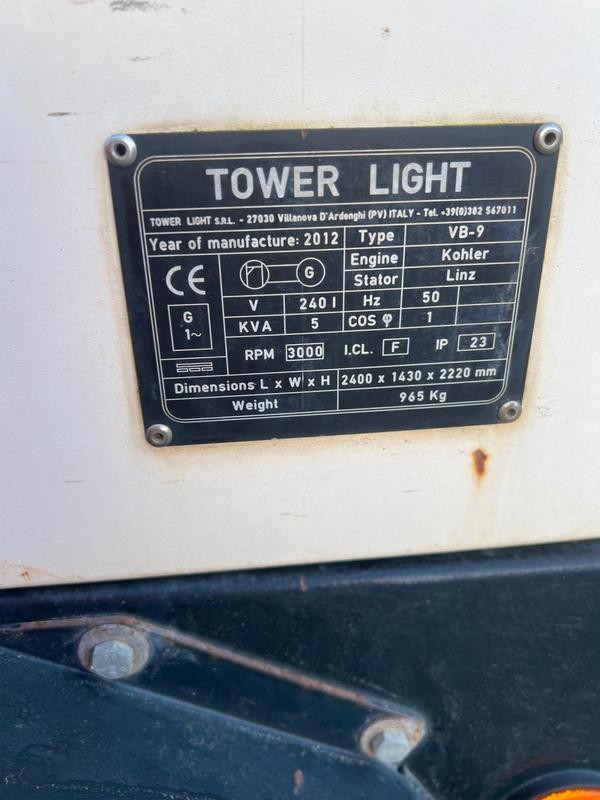 TOWER LIGHT
TOWER LIGHT S.R.L. - 27030 Villanova D'Ardenghi (PV) ITALY - Tel. +39(0)382 567011
Year of manufacture: 2012 Type VB-9
Engine Kohler
CE G Stator Linz
V 240 I Hz 50
G 1~ KVA 5 COS φ 1
RPM 3000 I.CL. F IP 23
Dimensions L x W x H 2400 x 1430 x 2220 mm
Weight 965 Kg